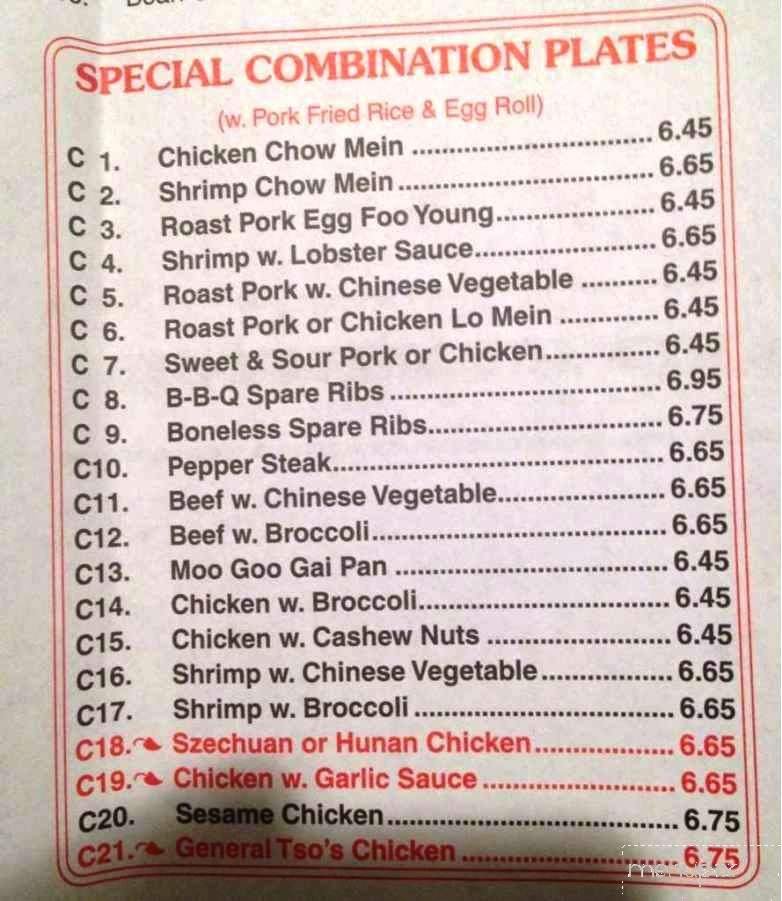 SPECIAL COMBINATION PLATES
(w. Pork Fried Rice & Egg Roll)
C 1. Chicken Chow Mein ........ 6.45
C 2. Shrimp Chow Mein ........ 6.65
C 3. Roast Pork Egg Foo Young ........ 6.45
C 4. Shrimp w. Lobster Sauce ........ 6.65
C 5. Roast Pork w. Chinese Vegetable ........ 6.45
C 6. Roast Pork or Chicken Lo Mein ........ 6.45
C 7. Sweet & Sour Pork or Chicken ........ 6.45
C 8. B-B-Q Spare Ribs ........ 6.95
C 9. Boneless Spare Ribs ........ 6.75
C10. Pepper Steak ........ 6.65
C11. Beef w. Chinese Vegetable ........ 6.65
C12. Beef w. Broccoli ........ 6.65
C13. Moo Goo Gai Pan ........ 6.45
C14. Chicken w. Broccoli ........ 6.45
C15. Chicken w. Cashew Nuts ........ 6.45
C16. Shrimp w. Chinese Vegetable ........ 6.65
C17. Shrimp w. Broccoli ........ 6.65
C18. Szechuan or Hunan Chicken ........ 6.65
C19. Chicken w. Garlic Sauce ........ 6.65
C20. Sesame Chicken ........ 6.75
C21. General Tso's Chicken ........ 6.75